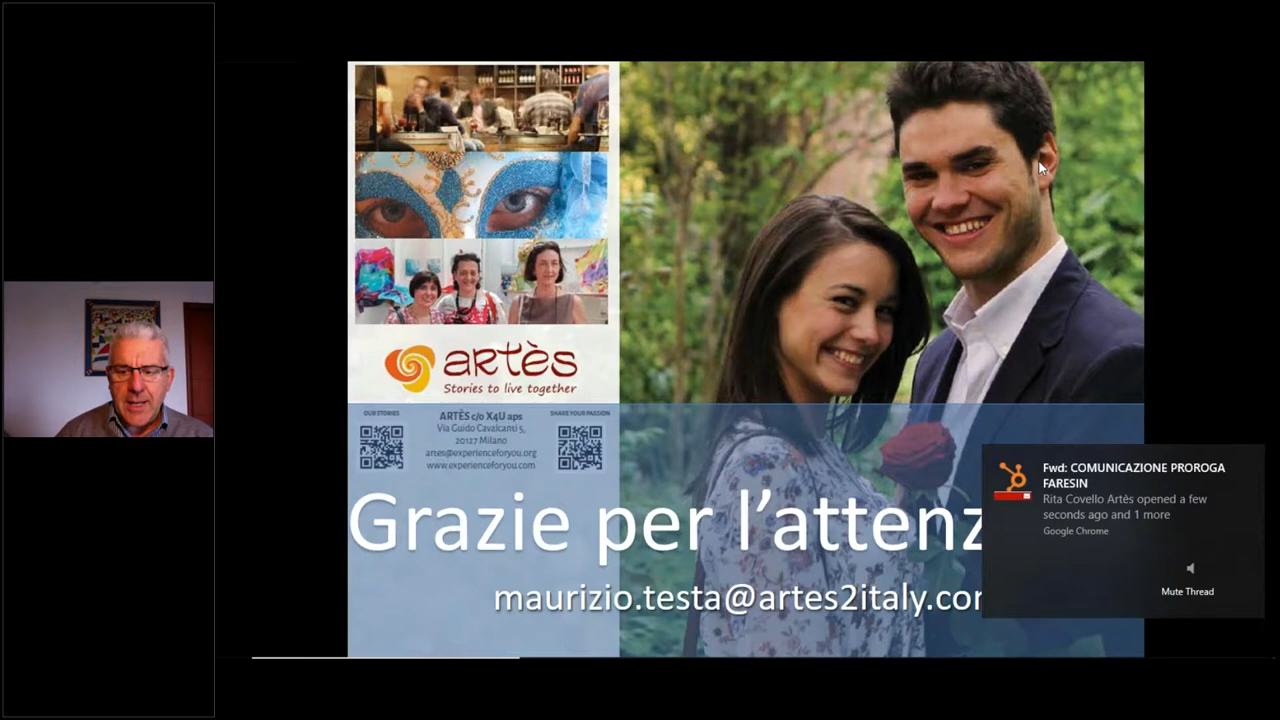 artès
Stories to live together
OUR STORIES
ARTÈS c/o X4U aps
Via Guido Cavalcanti 5,
20127 Milano
artes@experienceforyou.org
www.experienceforyou.com
SHARE YOUR PASSION
Grazie per l'attenz
maurizio.testa@artes2italy.cor
Fwd: COMUNICAZIONE PROROGA
FARESIN
Rita Covello Artès opened a few
seconds ago and 1 more
Google Chrome
Mute Thread